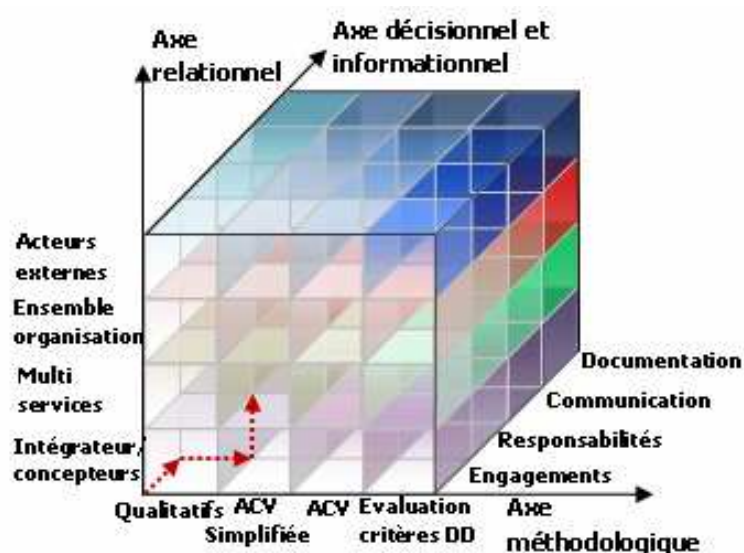 Axe
relationnel
Axe décisionnel et
informationnel
Acteurs
externes
Ensemble
organisation
Multi
services
Intégrateur/
concepteurs
Documentation
Communication
Responsabilités
Engagements
Qualitatifs
ACV
Simplifiée
ACV
Evaluation
critères DD
Axe
méthodologique